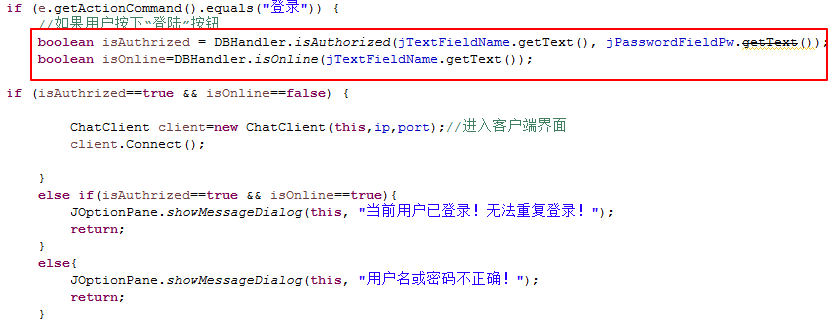 if (e.getActionCommand().equals("登录")) {
//如果用户按下“登陆”按钮
boolean isAuthrized = DBHandler.isAuthorized(jTextFieldName.getText(), jPasswordFieldPw.getText());
boolean isOnline=DBHandler.isOnline(jTextFieldName.getText());
if (isAuthrized==true && isOnline==false) {
ChatClient client=new ChatClient(this,ip,port);//进入客户端界面
client.Connect();
}
else if(isAuthrized==true && isOnline==true){
JOptionPane.showMessageDialog(this, "当前用户已登录！无法重复登录！");
return;
}
else{
JOptionPane.showMessageDialog(this, "用户名或密码不正确！");
return;
}